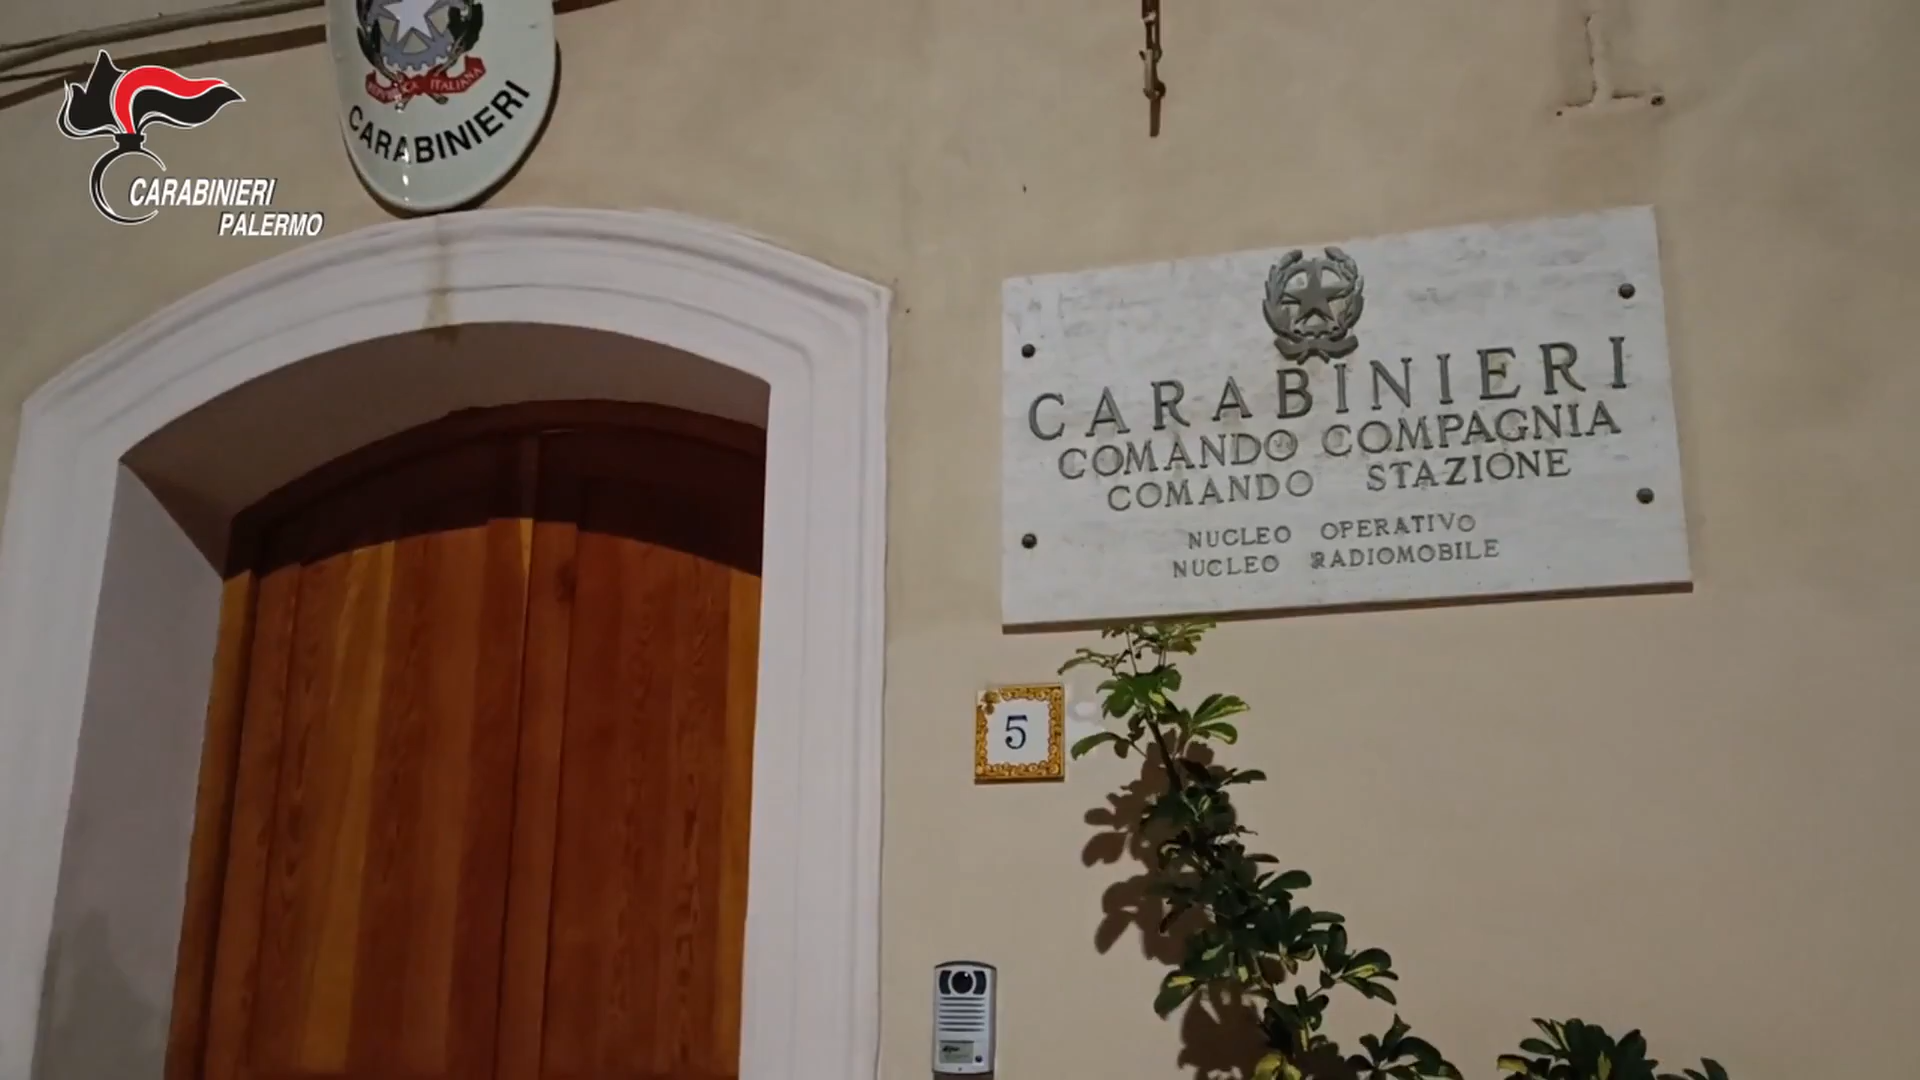 REPUBBLICA ITALIANA
CARABINIERI
CARABINIERI
PALERMO
CARABINIERI
COMANDO COMPAGNIA
COMANDO STAZIONE
NUCLEO OPERATIVO
NUCLEO RADIOMOBILE
5